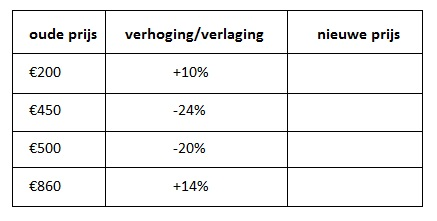 oude prijs verhoging/verlaging nieuwe prijs
€200 +10%
€450 -24%
€500 -20%
€860 +14%